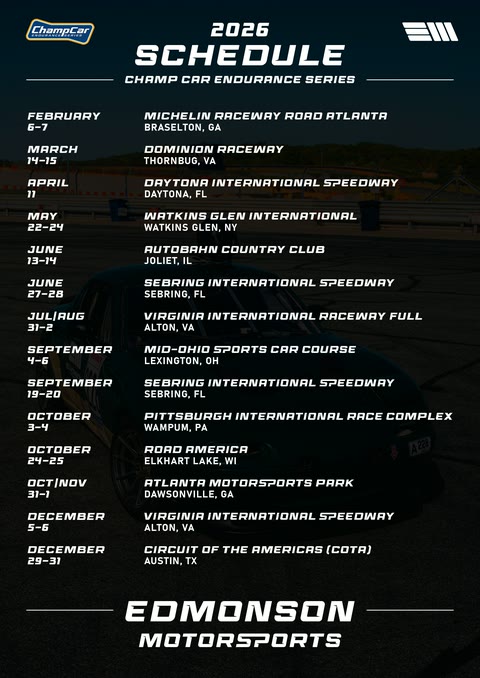 ChampCar
ENDURANCE SERIES
EM
2026
SCHEDULE
CHAMP CAR ENDURANCE SERIES
FEBRUARY
6-7
MICHELIN RACEWAY ROAD ATLANTA
BRASELTON, GA
MARCH
14-15
DOMINION RACEWAY
THORNBUG, VA
APRIL
11
DAYTONA INTERNATIONAL SPEEDWAY
DAYTONA, FL
MAY
22-24
WATKINS GLEN INTERNATIONAL
WATKINS GLEN, NY
JUNE
13-14
AUTOBAHN COUNTRY CLUB
JOLIET, IL
JUNE
27-28
SEBRING INTERNATIONAL SPEEDWAY
SEBRING, FL
JUL|AUG
31-2
VIRGINIA INTERNATIONAL RACEWAY FULL
ALTON, VA
SEPTEMBER
4-6
MID-OHIO SPORTS CAR COURSE
LEXINGTON, OH
SEPTEMBER
19-20
SEBRING INTERNATIONAL SPEEDWAY
SEBRING, FL
OCTOBER
3-4
PITTSBURGH INTERNATIONAL RACE COMPLEX
WAMPUM, PA
OCTOBER
24-25
ROAD AMERICA
ELKHART LAKE, WI
OCT|NOV
31-1
ATLANTA MOTORSPORTS PARK
DAWSONVILLE, GA
DECEMBER
5-6
VIRGINIA INTERNATIONAL SPEEDWAY
ALTON, VA
DECEMBER
29-31
CIRCUIT OF THE AMERICAS (COTA)
AUSTIN, TX
EDMONSON
MOTORSPORTS